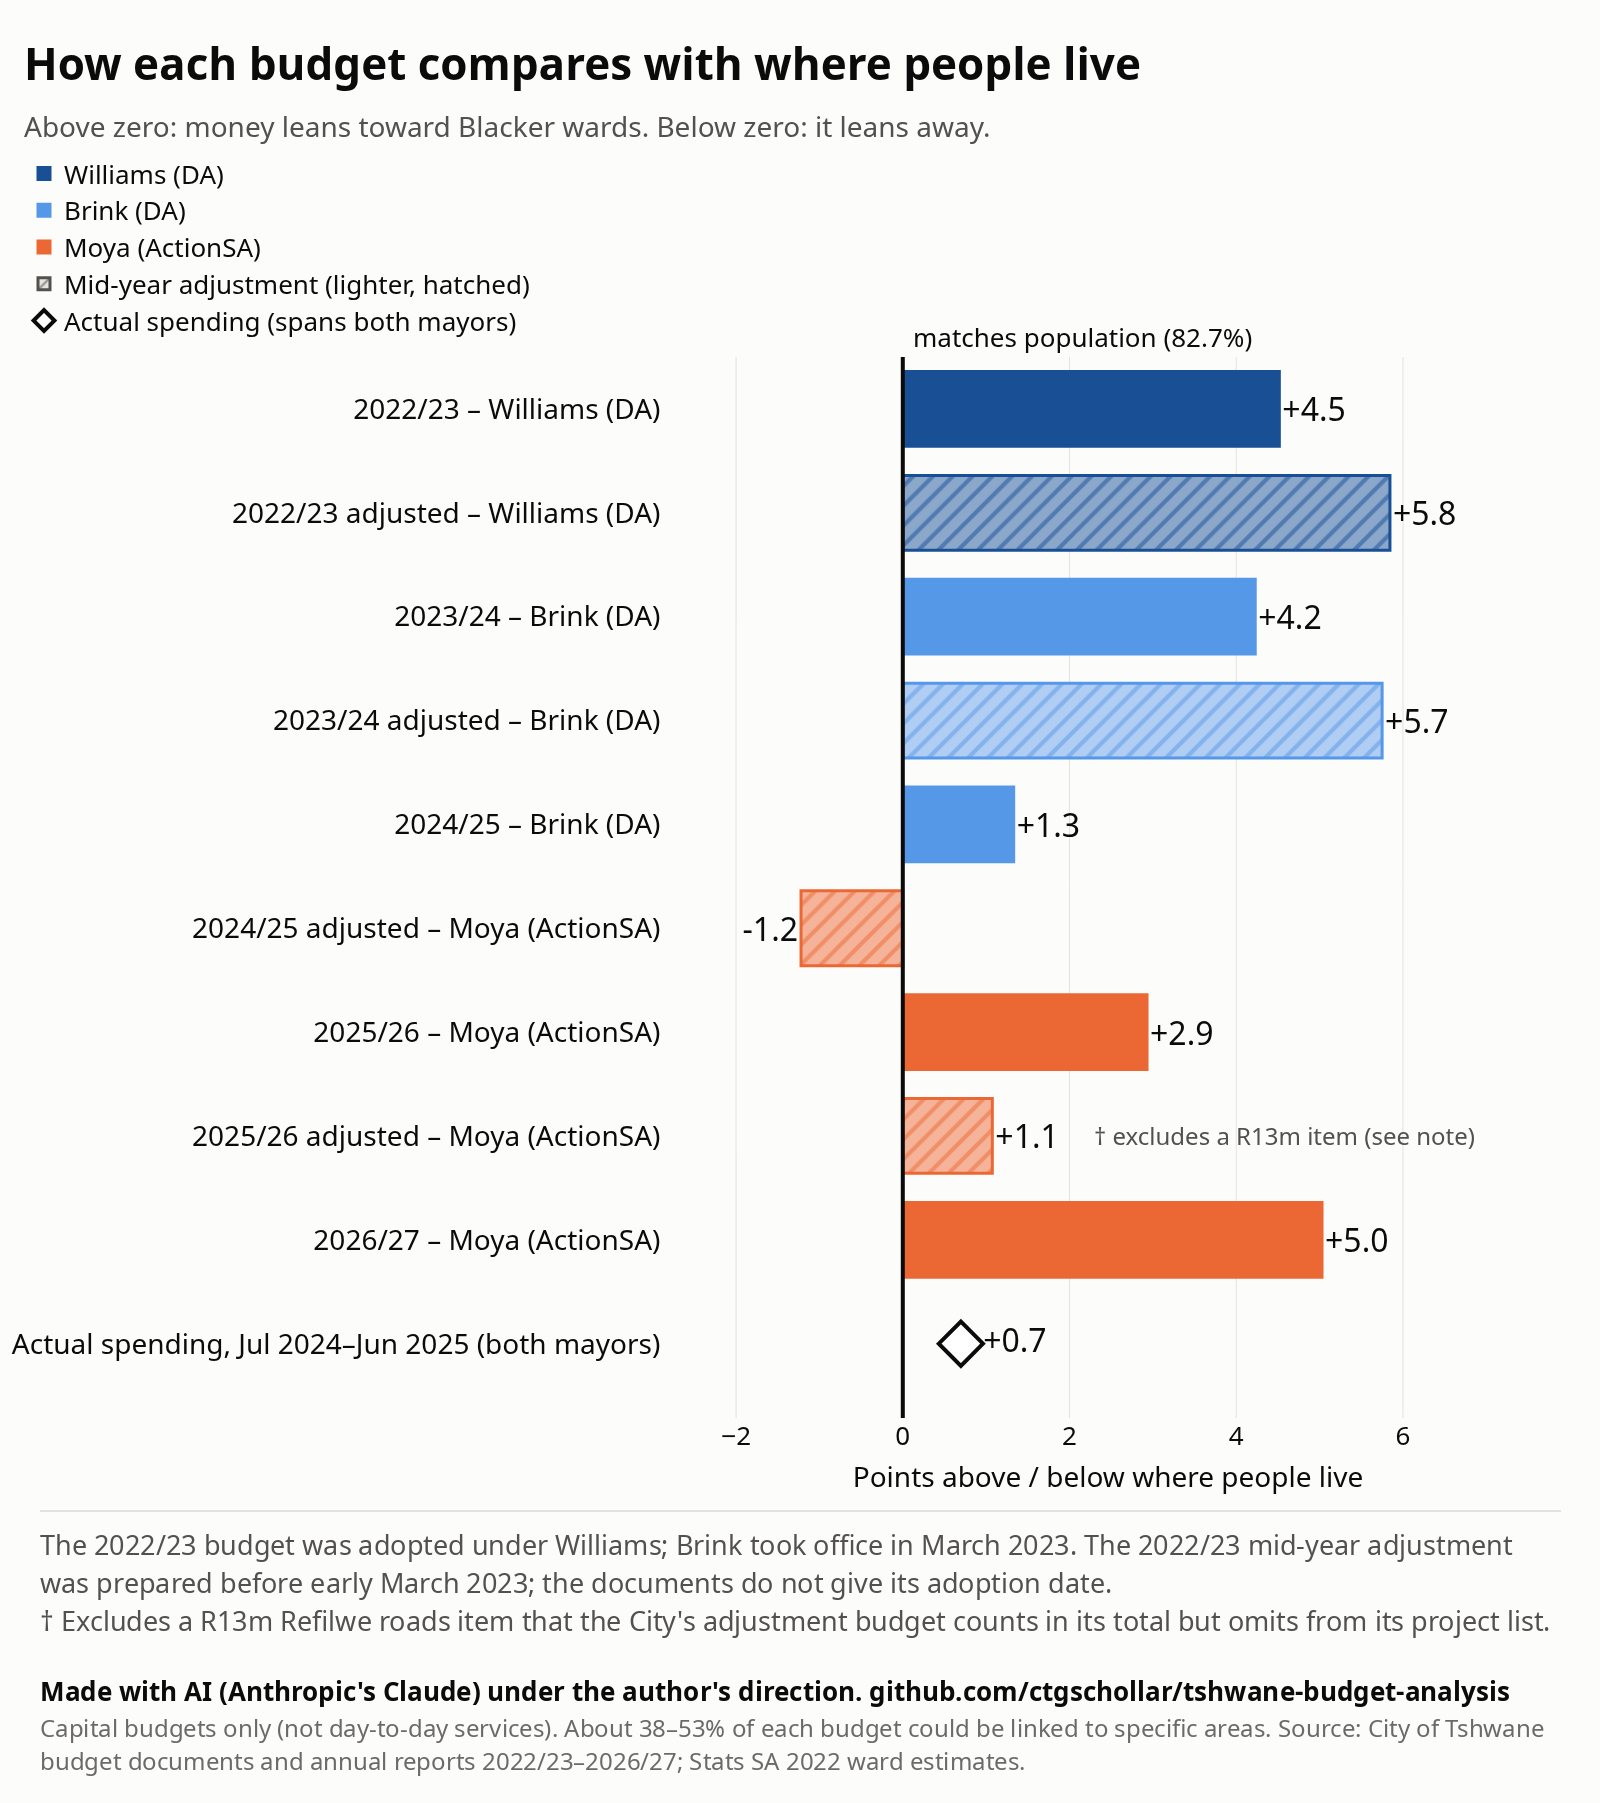 How each budget compares with where people live
Above zero: money leans toward Blacker wards. Below zero: it leans away.
Williams (DA)
Brink (DA)
Moya (ActionSA)
Mid-year adjustment (lighter, hatched)
Actual spending (spans both mayors)
matches population (82.7%)
2022/23 – Williams (DA) +4.5
2022/23 adjusted – Williams (DA) +5.8
2023/24 – Brink (DA) +4.2
2023/24 adjusted – Brink (DA) +5.7
2024/25 – Brink (DA) +1.3
2024/25 adjusted – Moya (ActionSA) -1.2
2025/26 – Moya (ActionSA) +2.9
2025/26 adjusted – Moya (ActionSA) +1.1 † excludes a R13m item (see note)
2026/27 – Moya (ActionSA) +5.0
Actual spending, Jul 2024–Jun 2025 (both mayors) +0.7
−2 0 2 4 6
Points above / below where people live
The 2022/23 budget was adopted under Williams; Brink took office in March 2023. The 2022/23 mid-year adjustment
was prepared before early March 2023; the documents do not give its adoption date.
† Excludes a R13m Refilwe roads item that the City's adjustment budget counts in its total but omits from its project list.
Made with AI (Anthropic's Claude) under the author's direction. github.com/ctgschollar/tshwane-budget-analysis
Capital budgets only (not day-to-day services). About 38–53% of each budget could be linked to specific areas. Source: City of Tshwane
budget documents and annual reports 2022/23–2026/27; Stats SA 2022 ward estimates.